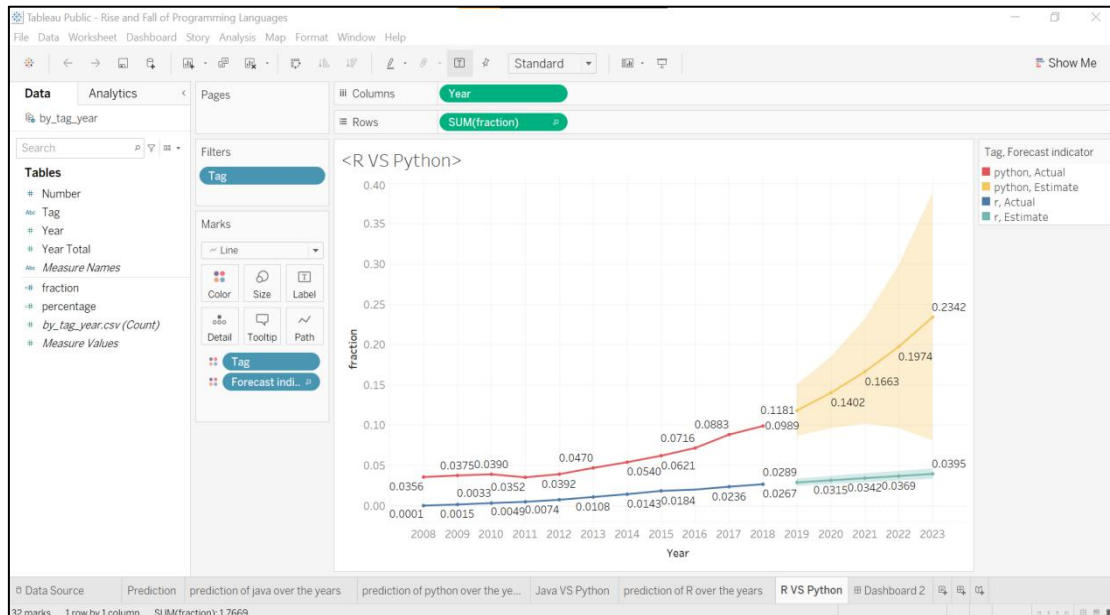 Tableau Public - Rise and Fall of Programming Languages
File Data Worksheet Dashboard Story Analysis Map Format Window Help
Standard
Show Me
Data Analytics
by_tag_year
Search
Tables
# Number
Abc Tag
# Year
# Year Total
Abc Measure Names
# fraction
# percentage
# by_tag_year.csv (Count)
# Measure Values
Pages
Filters
Tag
Marks
Line
Color Size Label
Detail Tooltip Path
Tag
Forecast indi..
Columns Year
Rows SUM(fraction)
<R VS Python>
0.40
0.35
0.30
0.25
0.20
0.15
0.10
0.05
0.00
fraction
0.0356
0.0375
0.0390
0.0352
0.0392
0.0470
0.0540
0.0621
0.0716
0.0883
0.0989
0.1181
0.1402
0.1663
0.1974
0.2342
0.0001
0.0015
0.0033
0.0049
0.0074
0.0108
0.0143
0.0184
0.0236
0.0267
0.0289
0.0315
0.0342
0.0369
0.0395
2008 2009 2010 2011 2012 2013 2014 2015 2016 2017 2018 2019 2020 2021 2022 2023
Year
Tag, Forecast indicator
python, Actual
python, Estimate
r, Actual
r, Estimate
Data Source Prediction prediction of java over the years prediction of python over the ye... Java VS Python prediction of R over the years R VS Python Dashboard 2
32 marks 1 row by 1 column SUM(fraction): 1.7669